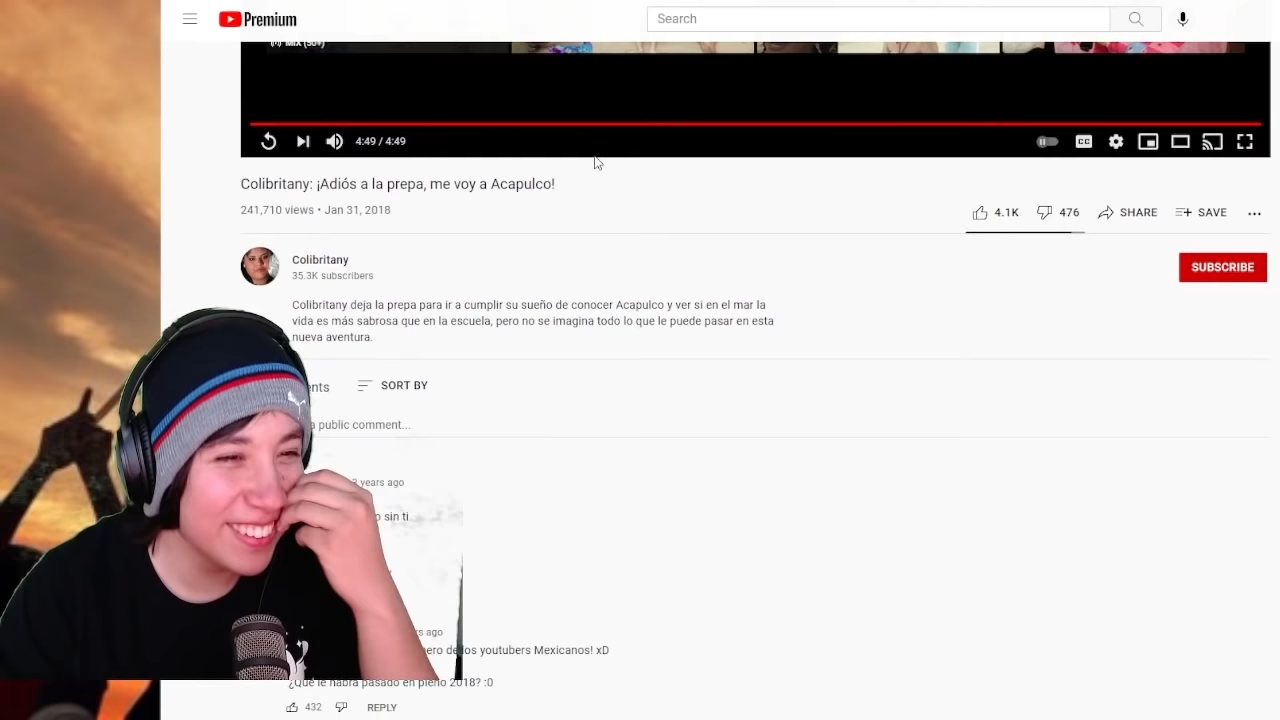 Premium
Search
Mix (50+)
4:49 / 4:49
CC
Colibritany: ¡Adiós a la prepa, me voy a Acapulco!
241,710 views • Jan 31, 2018
4.1K
476
SHARE
SAVE
Colibritany
35.3K subscribers
SUBSCRIBE
Colibritany deja la prepa para ir a cumplir su sueño de conocer Acapulco y ver si en el mar la
vida es más sabrosa que en la escuela, pero no se imagina todo lo que le puede pasar en esta
nueva aventura.
SORT BY
public comment...
years ago
sin ti
ago
los youtubers Mexicanos! xD
¿Qué le habrá pasado en pleno 2018? :0
432
REPLY